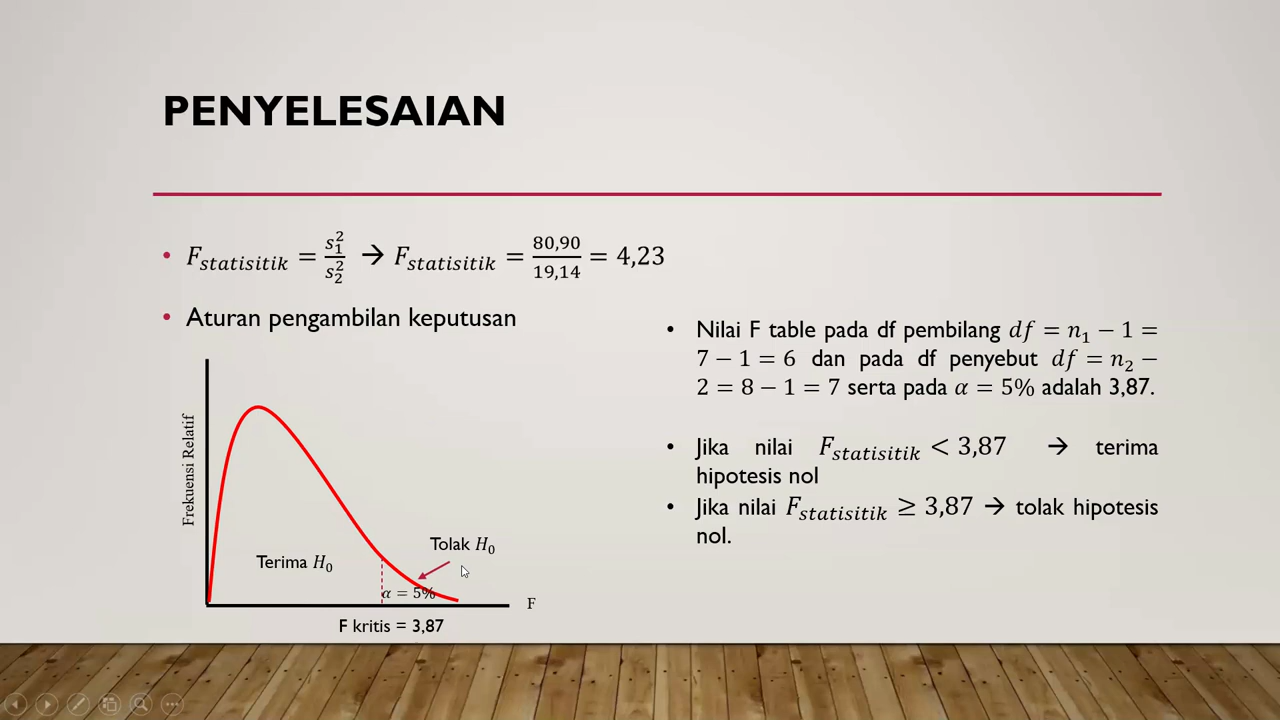 PENYELESAIAN
• F_statisitik = s₁²/s₂² → F_statisitik = 80,90/19,14 = 4,23
• Aturan pengambilan keputusan
Frekuensi Relatif
Terima H₀
Tolak H₀
α = 5%
F
F kritis = 3,87
• Nilai F table pada df pembilang df = n₁ − 1 =
7 − 1 = 6 dan pada df penyebut df = n₂ −
2 = 8 − 1 = 7 serta pada α = 5% adalah 3,87.
• Jika nilai F_statisitik < 3,87 → terima
hipotesis nol
• Jika nilai F_statisitik ≥ 3,87 → tolak hipotesis
nol.